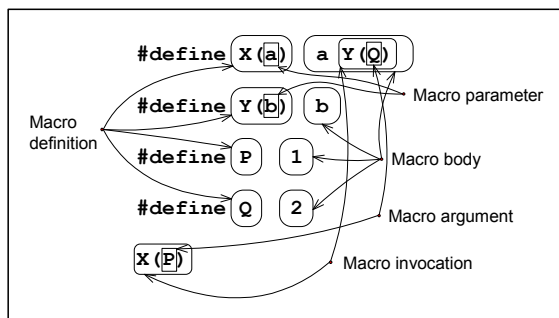 #define X(a) a Y(Q)
#define Y(b) b
Macro parameter
Macro
definition
#define P 1
Macro body
#define Q 2
Macro argument
X(P)
Macro invocation